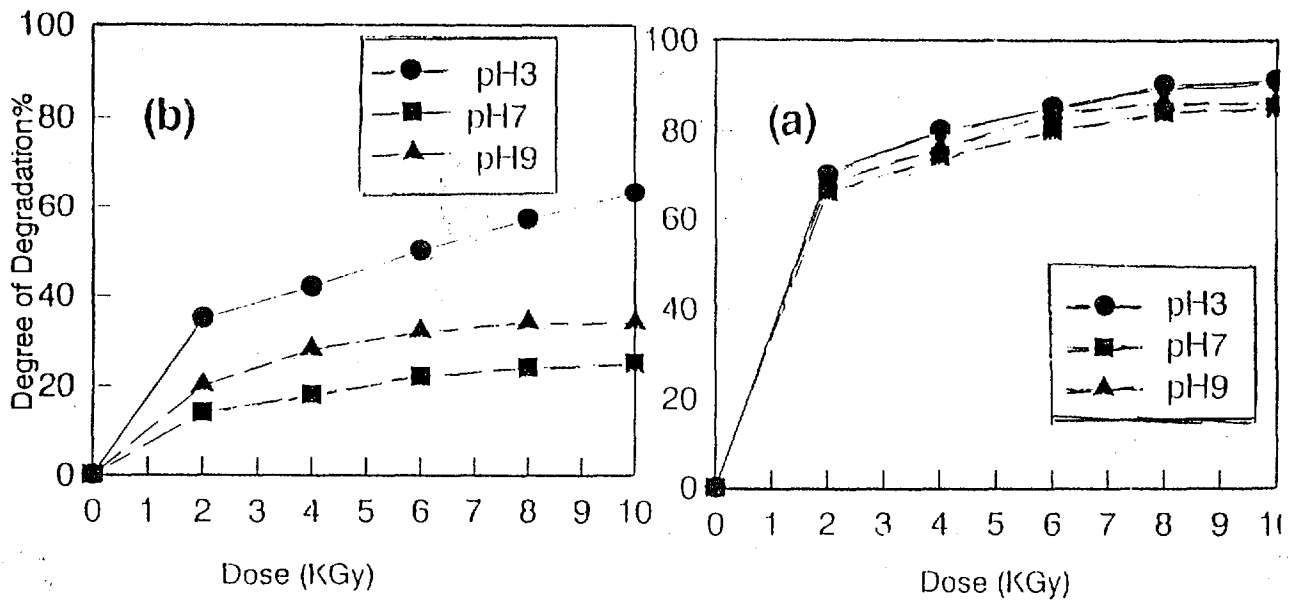 Degree of Degradation%
100
80
60
40
20
0
(b)
pH3
pH7
pH9
0 1 2 3 4 5 6 7 8 9 10
Dose (KGy)
100
80
60
40
20
0
(a)
pH3
pH7
pH9
0 1 2 3 4 5 6 7 8 9
Dose (KGy)